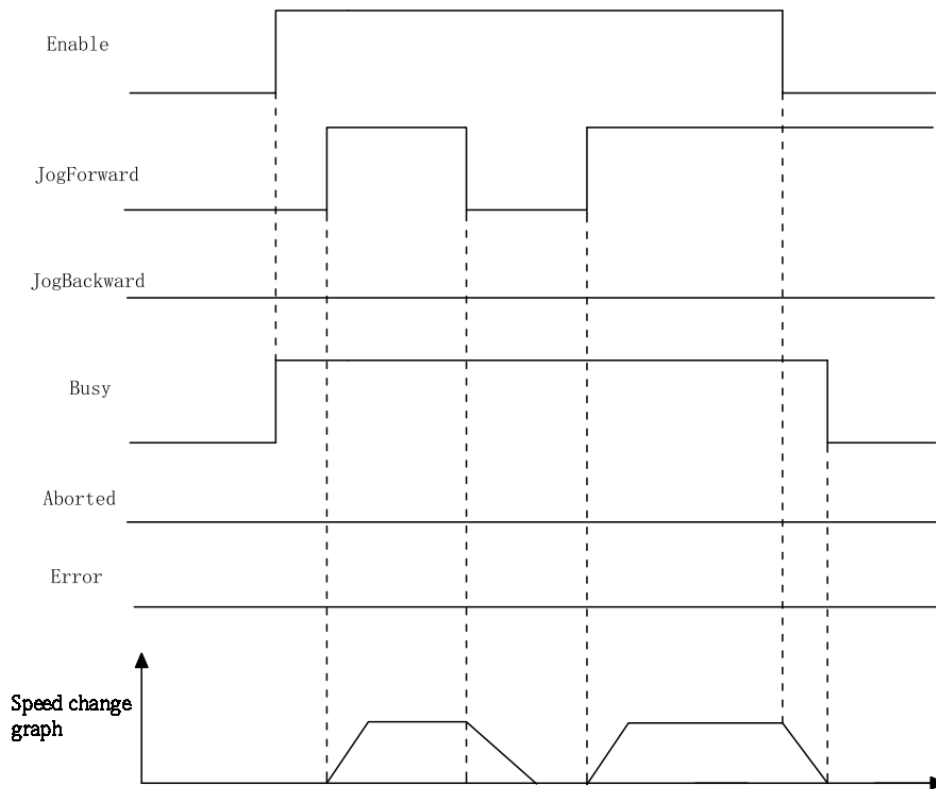 Enable
JogForward
JogBackward
Busy
Aborted
Error
Speed change
graph